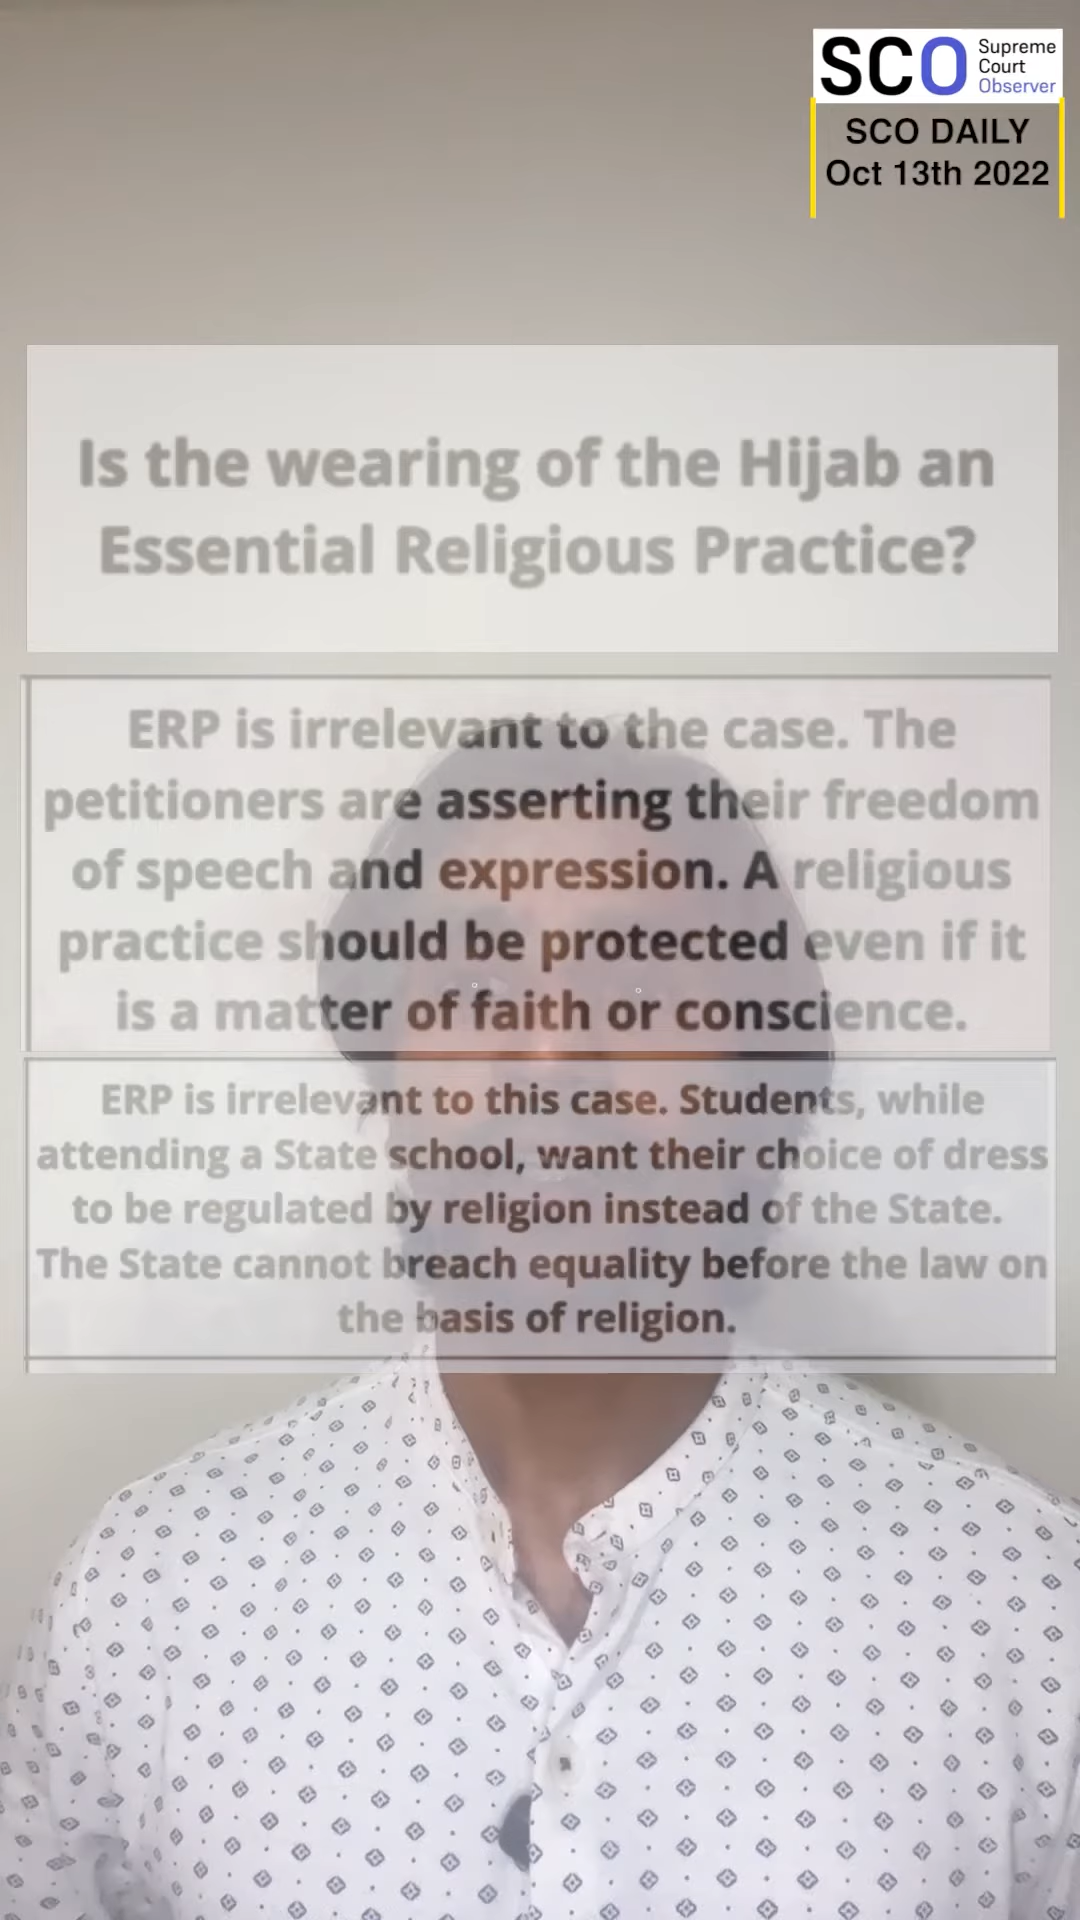 SCO
Supreme
Court
Observer
SCO DAILY
Oct 13th 2022
Is the wearing of the Hijab an
Essential Religious Practice?
ERP is irrelevant to the case. The
petitioners are asserting their freedom
of speech and expression. A religious
practice should be protected even if it
is a matter of faith or conscience.
ERP is irrelevant to this case. Students, while
attending a State school, want their choice of dress
to be regulated by religion instead of the State.
The State cannot breach equality before the law on
the basis of religion.